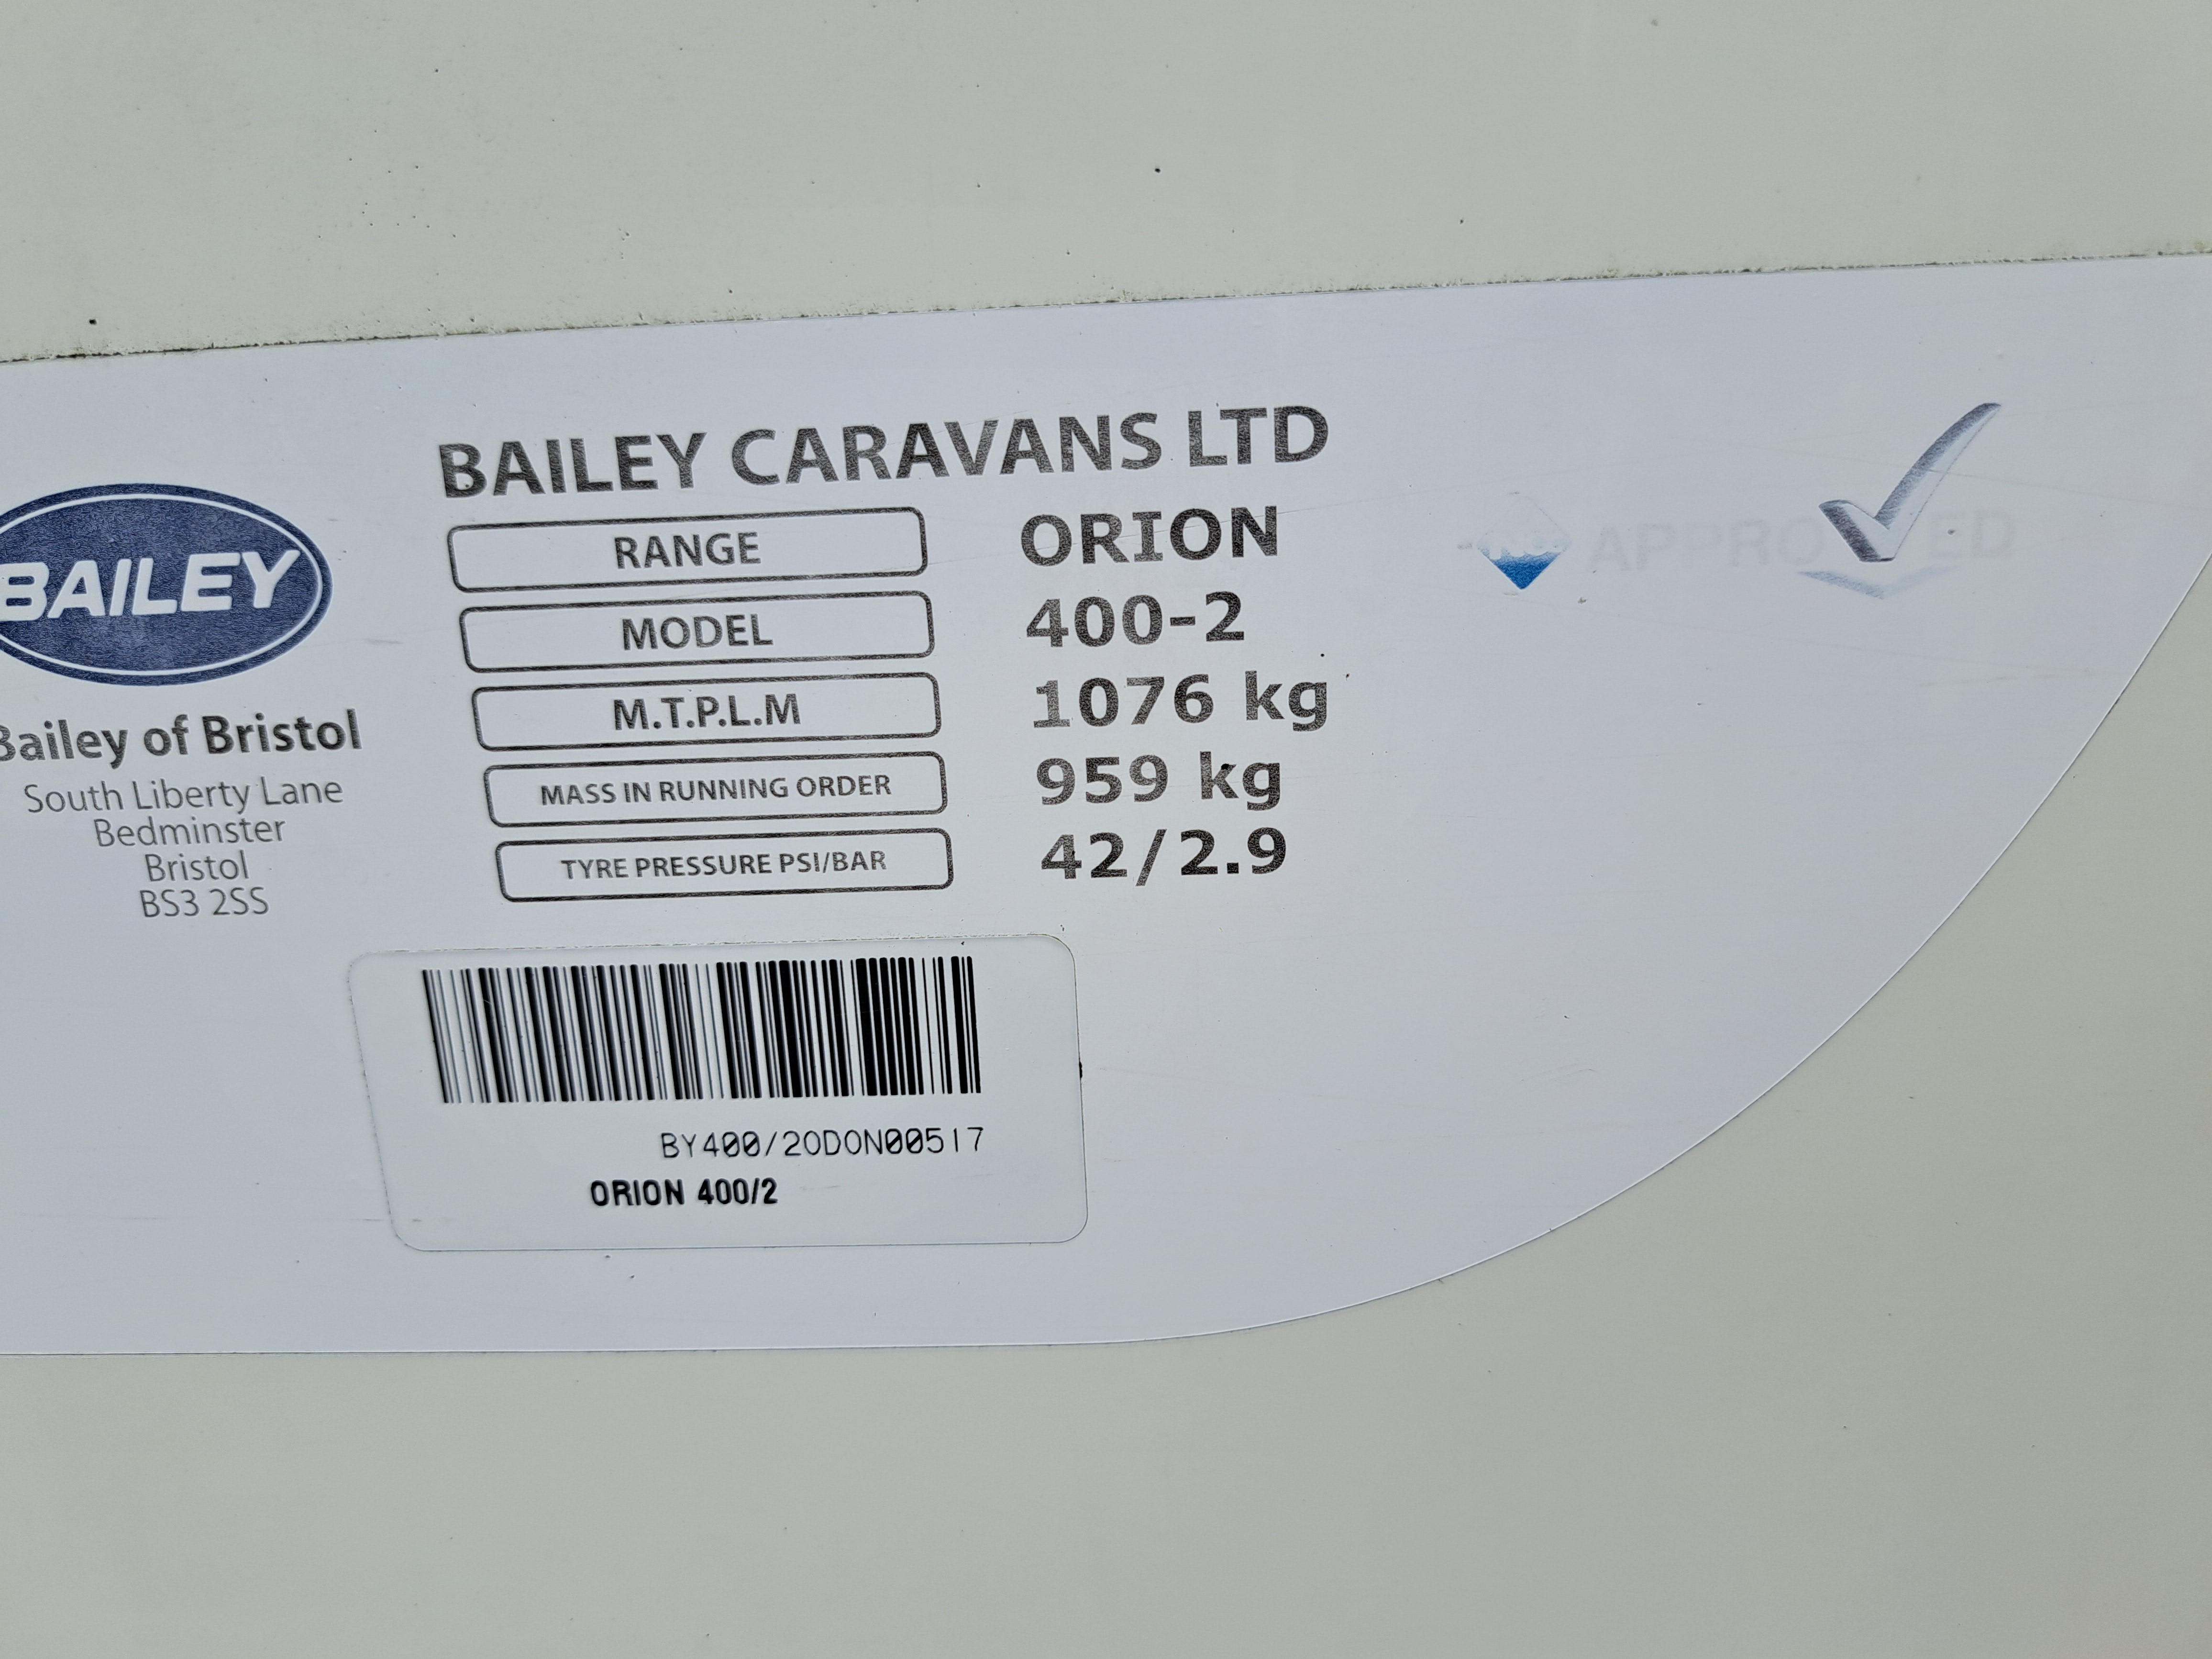 BAILEY CARAVANS LTD
RANGE ORION
MODEL 400-2
M.T.P.L.M 1076 kg
MASS IN RUNNING ORDER 959 kg
TYRE PRESSURE PSI/BAR 42/2.9
BAILEY
Bailey of Bristol
South Liberty Lane
Bedminster
Bristol
BS3 2SS
APPROVED
BY400/20DON00517
ORION 400/2